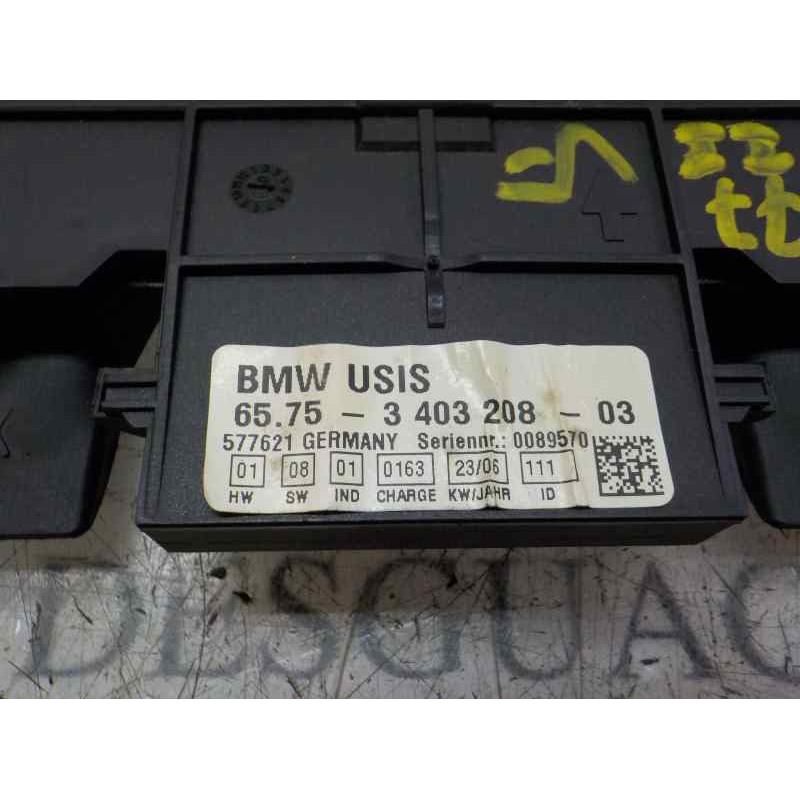 BMW USIS
65.75 - 3 403 208 - 03
577621 GERMANY Seriennr.: 0089570
01 08 01 0163 23/06 111
HW SW IND CHARGE KW/JAHR ID
DESGUAC